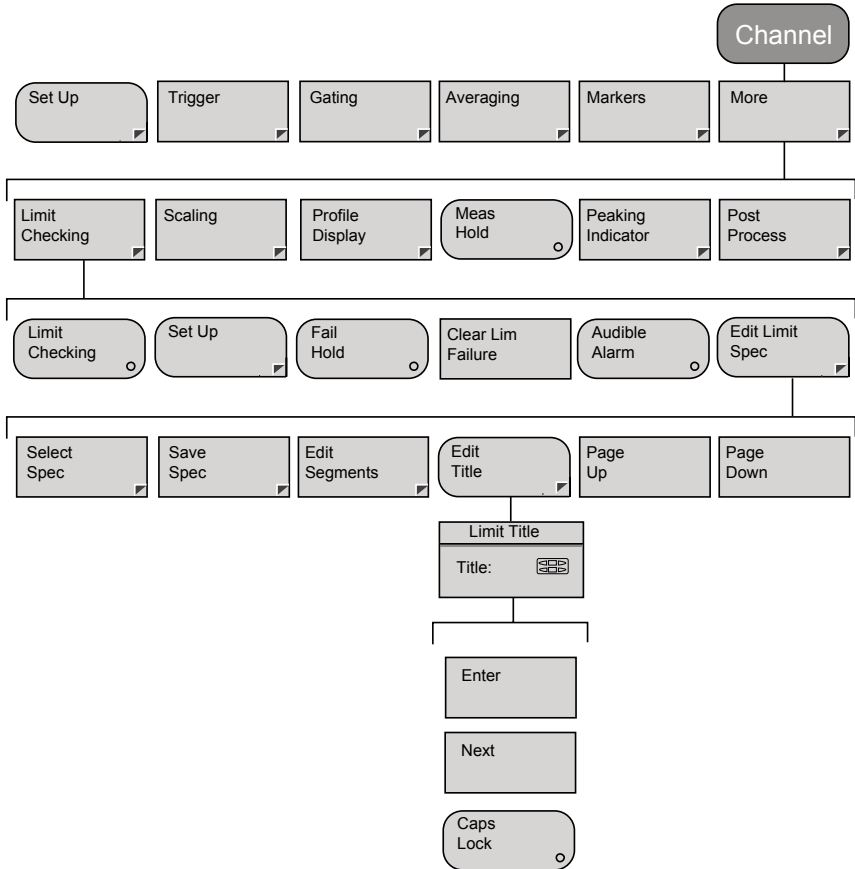 Channel
Set Up
Trigger
Gating
Averaging
Markers
More
Limit
Checking
Scaling
Profile
Display
Meas
Hold
Peaking
Indicator
Post
Process
Limit
Checking
Set Up
Fail
Hold
Clear Lim
Failure
Audible
Alarm
Edit Limit
Spec
Select
Spec
Save
Spec
Edit
Segments
Edit
Title
Page
Up
Page
Down
Limit Title
Title:
Enter
Next
Caps
Lock